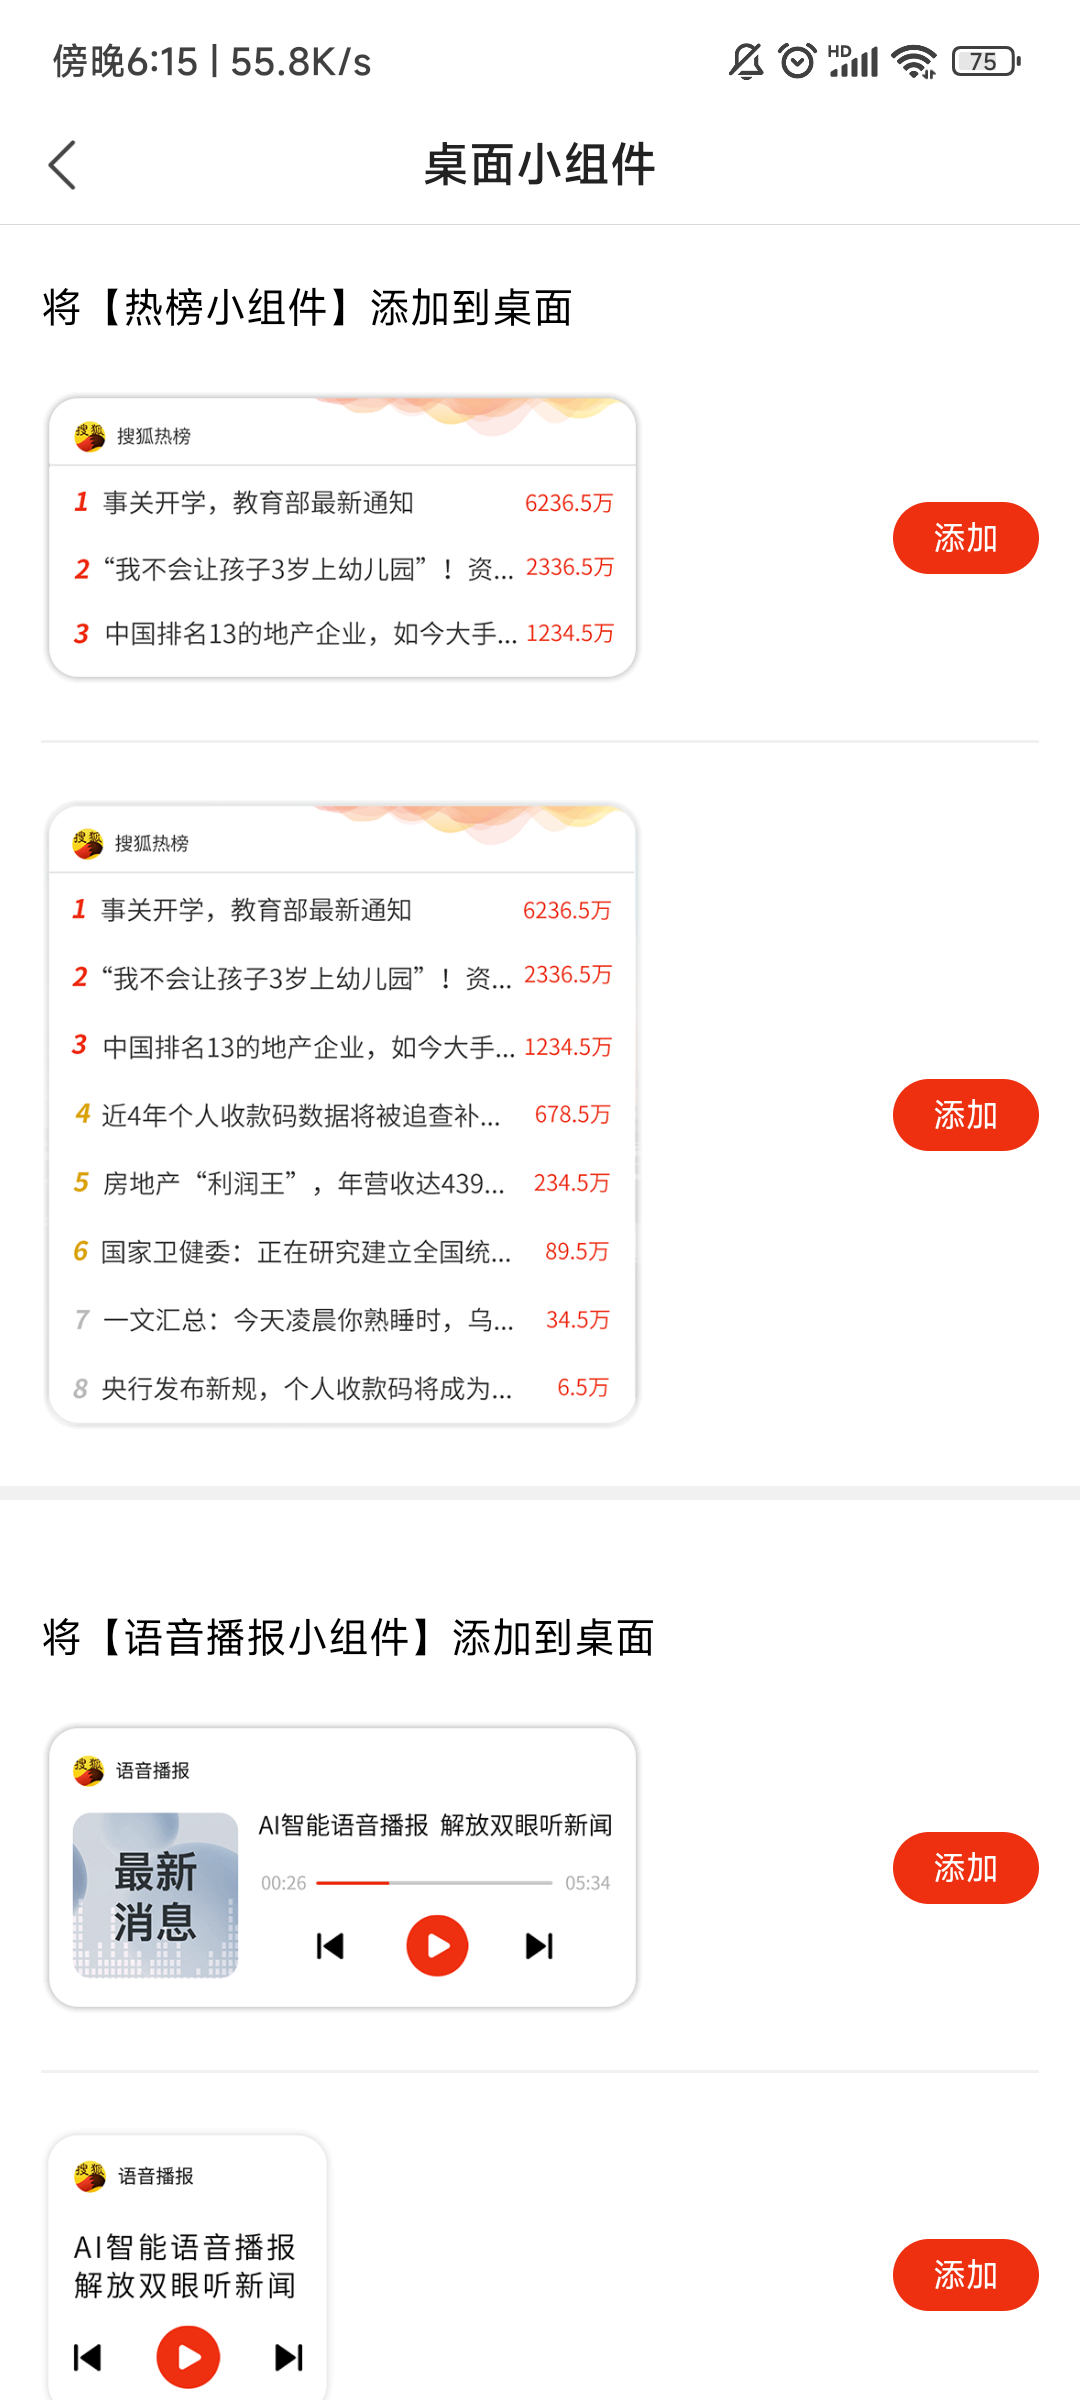 傍晚6:15 | 55.8K/s
HD
75
桌面小组件
将【热榜小组件】添加到桌面
搜狐 搜狐热榜
1 事关开学，教育部最新通知 6236.5万
2 “我不会让孩子3岁上幼儿园”！资... 2336.5万
3 中国排名13的地产企业，如今大手... 1234.5万
添加
搜狐 搜狐热榜
1 事关开学，教育部最新通知 6236.5万
2 “我不会让孩子3岁上幼儿园”！资... 2336.5万
3 中国排名13的地产企业，如今大手... 1234.5万
4 近4年个人收款码数据将被追查补... 678.5万
5 房地产“利润王”，年营收达439... 234.5万
6 国家卫健委：正在研究建立全国统... 89.5万
7 一文汇总：今天凌晨你熟睡时，乌... 34.5万
8 央行发布新规，个人收款码将成为... 6.5万
添加
将【语音播报小组件】添加到桌面
搜狐 语音播报
最新
消息
AI智能语音播报 解放双眼听新闻
00:26 05:34
添加
搜狐 语音播报
AI智能语音播报
解放双眼听新闻
添加